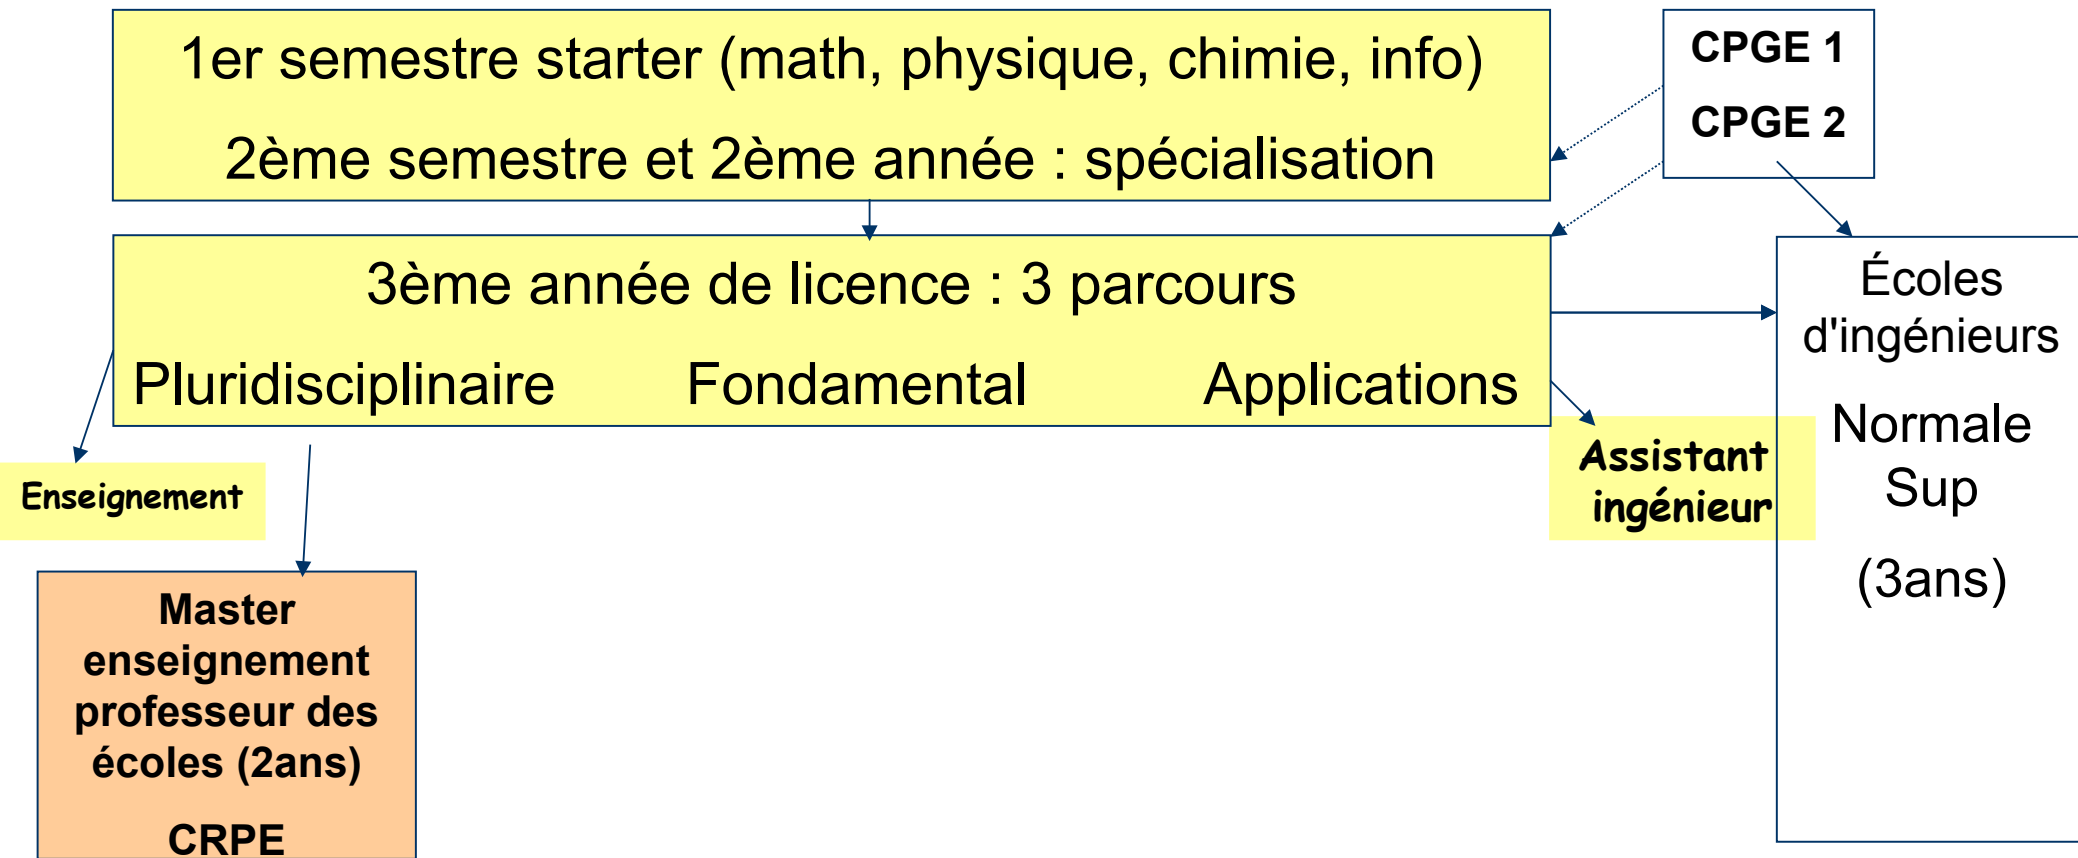 1er semestre starter (math, physique, chimie, info)
2ème semestre et 2ème année : spécialisation
CPGE 1
CPGE 2
3ème année de licence : 3 parcours
Pluridisciplinaire Fondamental Applications
Écoles
d'ingénieurs
Normale
Sup
(3ans)
Enseignement
Assistant
ingénieur
Master
enseignement
professeur des
écoles (2ans)
CRPE